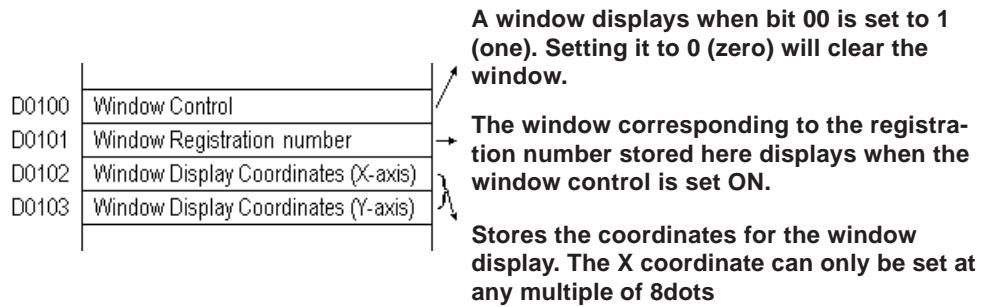 A window displays when bit 00 is set to 1
(one). Setting it to 0 (zero) will clear the
window.
D0100 Window Control
D0101 Window Registration number
D0102 Window Display Coordinates (X-axis)
D0103 Window Display Coordinates (Y-axis)
The window corresponding to the registra-
tion number stored here displays when the
window control is set ON.
Stores the coordinates for the window
display. The X coordinate can only be set at
any multiple of 8dots